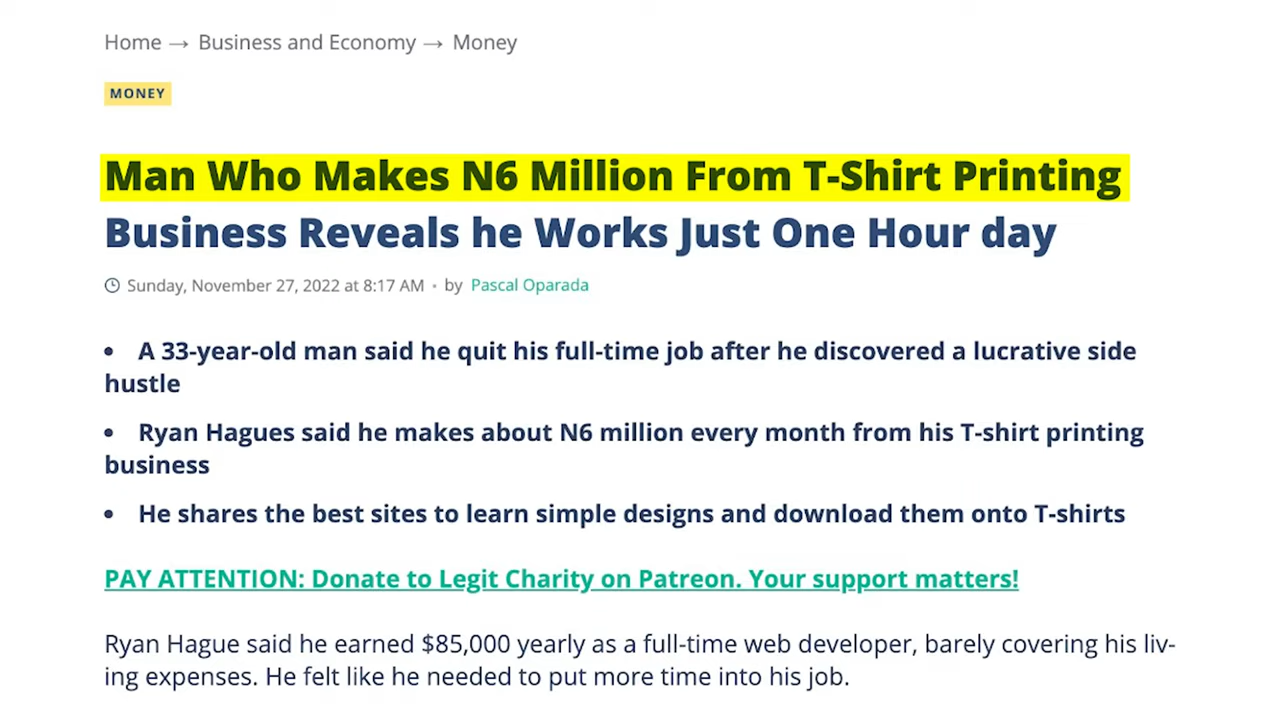 Home → Business and Economy → Money
MONEY
Man Who Makes N6 Million From T-Shirt Printing
Business Reveals he Works Just One Hour day
Sunday, November 27, 2022 at 8:17 AM • by Pascal Oparada
• A 33-year-old man said he quit his full-time job after he discovered a lucrative side
hustle
• Ryan Hagues said he makes about N6 million every month from his T-shirt printing
business
• He shares the best sites to learn simple designs and download them onto T-shirts
PAY ATTENTION: Donate to Legit Charity on Patreon. Your support matters!
Ryan Hague said he earned $85,000 yearly as a full-time web developer, barely covering his liv-
ing expenses. He felt like he needed to put more time into his job.